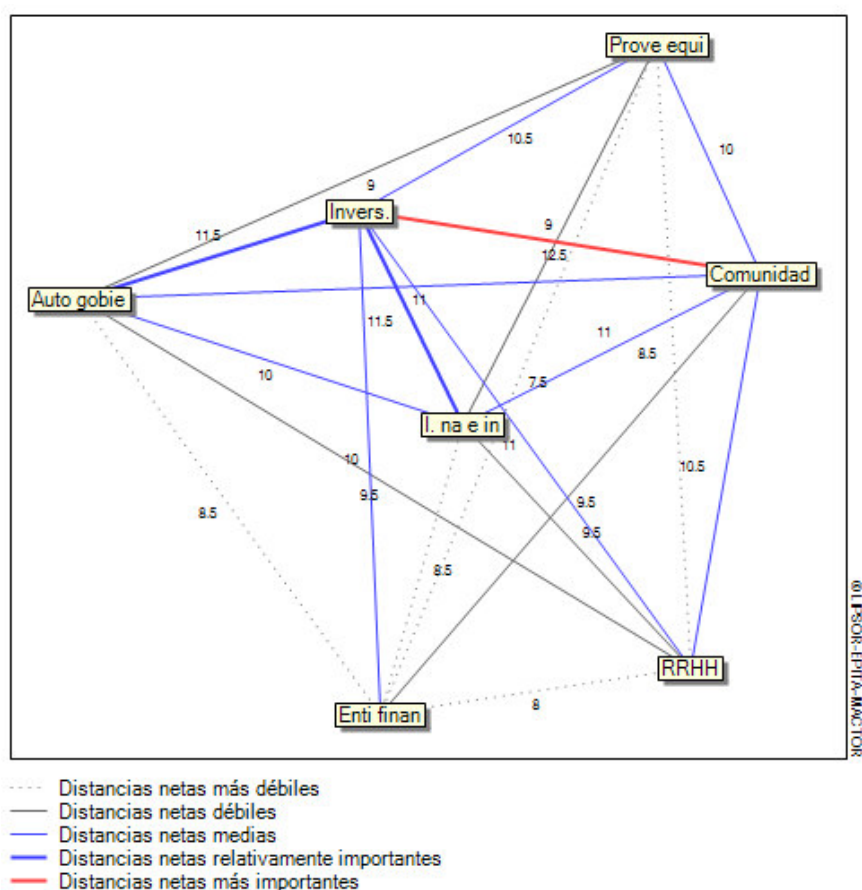 Prove equi
10.5
10
9
Invers.
11.5
9
12.5
Comunidad
Auto gobie
11
11.5
11
8.5
10
7.5
I. na e in
11
10
10.5
9.5
9.5
9.5
8.5
8.5
RRHH
Enti finan
8
© LIPSOR-EPITA-MACTOR
Distancias netas más débiles
Distancias netas débiles
Distancias netas medias
Distancias netas relativamente importantes
Distancias netas más importantes